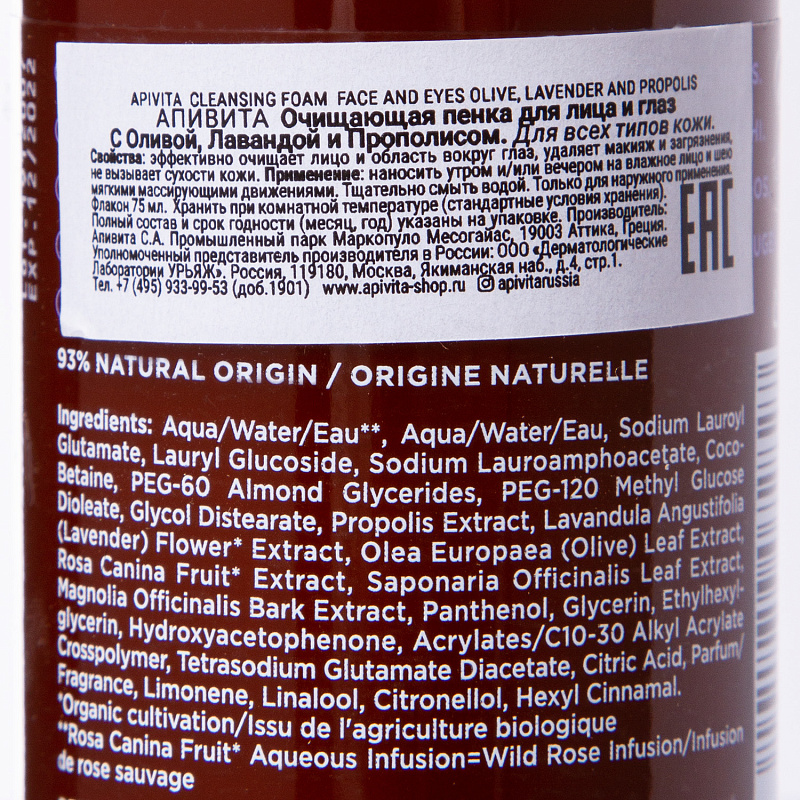 APIVITA CLEANSING FOAM FACE AND EYES OLIVE, LAVENDER AND PROPOLIS
АПИВИТА Очищающая пенка для лица и глаз
С Оливой, Лавандой и Прополисом. Для всех типов кожи.
Свойства: эффективно очищает лицо и область вокруг глаз, удаляет макияж и загрязнения,
не вызывает сухости кожи. Применение: наносить утром и/или вечером на влажное лицо и шею
мягкими массирующими движениями. Тщательно смыть водой. Только для наружного применения.
Флакон 75 мл. Хранить при комнатной температуре (стандартные условия хранения).
Полный состав и срок годности (месяц, год) указаны на упаковке. Производитель:
Апивита С.А. Промышленный парк Маркопуло Месогайас, 19003 Аттика, Греция.
Уполномоченный представитель производителя в России: ООО «Дерматологические
Лаборатории УРЬЯЖ». Россия, 119180, Москва, Якиманская наб., д.4, стр.1.
Тел. +7 (495) 933-99-53 (доб.1901) www.apivita-shop.ru apivitarussia
EAC
EXP: 12/2022
93% NATURAL ORIGIN / ORIGINE NATURELLE
Ingredients: Aqua/Water/Eau**, Aqua/Water/Eau, Sodium Lauroyl
Glutamate, Lauryl Glucoside, Sodium Lauroamphoacetate, Coco-
Betaine, PEG-60 Almond Glycerides, PEG-120 Methyl Glucose
Dioleate, Glycol Distearate, Propolis Extract, Lavandula Angustifolia
(Lavender) Flower* Extract, Olea Europaea (Olive) Leaf Extract,
Rosa Canina Fruit* Extract, Saponaria Officinalis Leaf Extract,
Magnolia Officinalis Bark Extract, Panthenol, Glycerin, Ethylhexyl-
glycerin, Hydroxyacetophenone, Acrylates/C10-30 Alkyl Acrylate
Crosspolymer, Tetrasodium Glutamate Diacetate, Citric Acid, Parfum/
Fragrance, Limonene, Linalool, Citronellol, Hexyl Cinnamal.
*Organic cultivation/Issu de l'agriculture biologique
**Rosa Canina Fruit* Aqueous Infusion=Wild Rose Infusion/Infusion
de rose sauvage